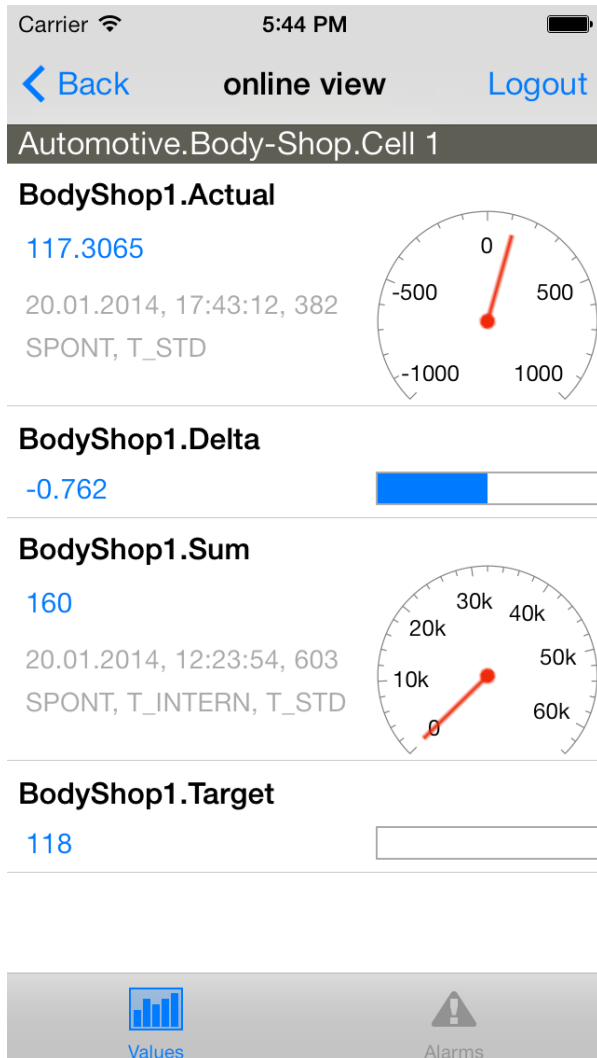 Carrier 5:44 PM
Back online view Logout
Automotive.Body-Shop.Cell 1
BodyShop1.Actual
117.3065
20.01.2014, 17:43:12, 382
SPONT, T_STD
0
-500 500
-1000 1000
BodyShop1.Delta
-0.762
BodyShop1.Sum
160
20.01.2014, 12:23:54, 603
SPONT, T_INTERN, T_STD
30k 40k
20k
50k
10k
60k
0
BodyShop1.Target
118
Values Alarms